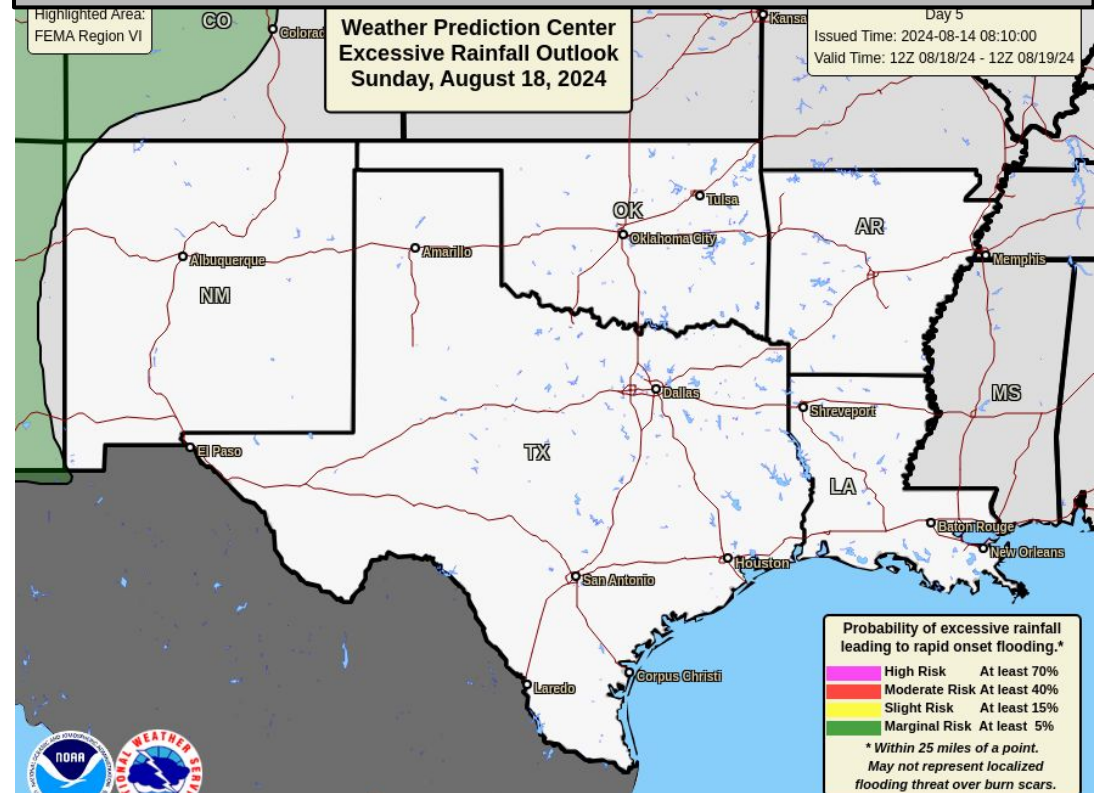 Highlighted Area:
FEMA Region VI
Weather Prediction Center
Excessive Rainfall Outlook
Sunday, August 18, 2024
Day 5
Issued Time: 2024-08-14 08:10:00
Valid Time: 12Z 08/18/24 - 12Z 08/19/24
CO
Colorad
Kansa
Tulsa
OK
Oklahoma City
AR
Amarillo
Albuquerque
Memphis
NM
Dallas
MS
Shreveport
El Paso
TX
LA
Baton Rouge
New Orleans
Houston
San Antonio
Corpus Christi
Laredo
Probability of excessive rainfall
leading to rapid onset flooding.*
High Risk At least 70%
Moderate Risk At least 40%
Slight Risk At least 15%
Marginal Risk At least 5%
* Within 25 miles of a point.
May not represent localized
flooding threat over burn scars.
NOAA
NAL WEATHER SERV